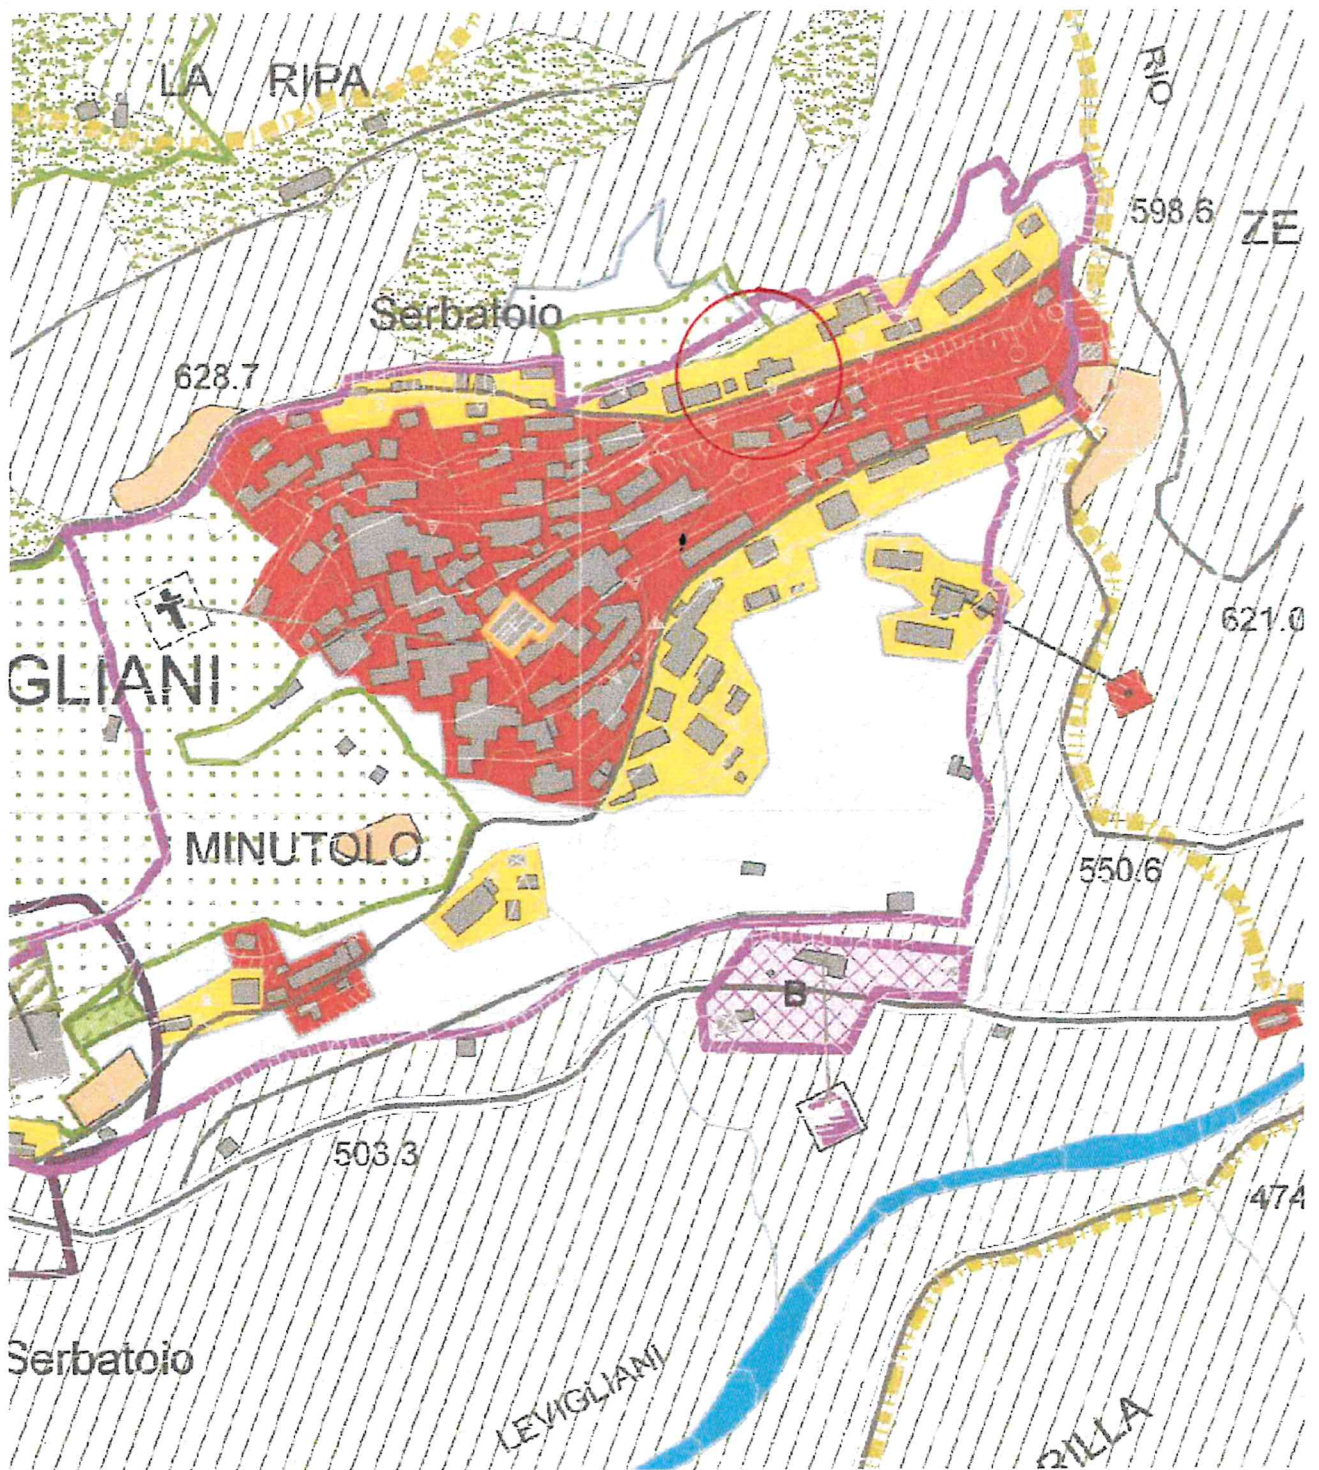 LA RIPA
RIO
598.6
ZE
Serbatoio
628.7
621.0
GLIANI
MINUTOLO
550.6
B
503.3
474
Serbatoio
LEVIGLIANI
RILLA